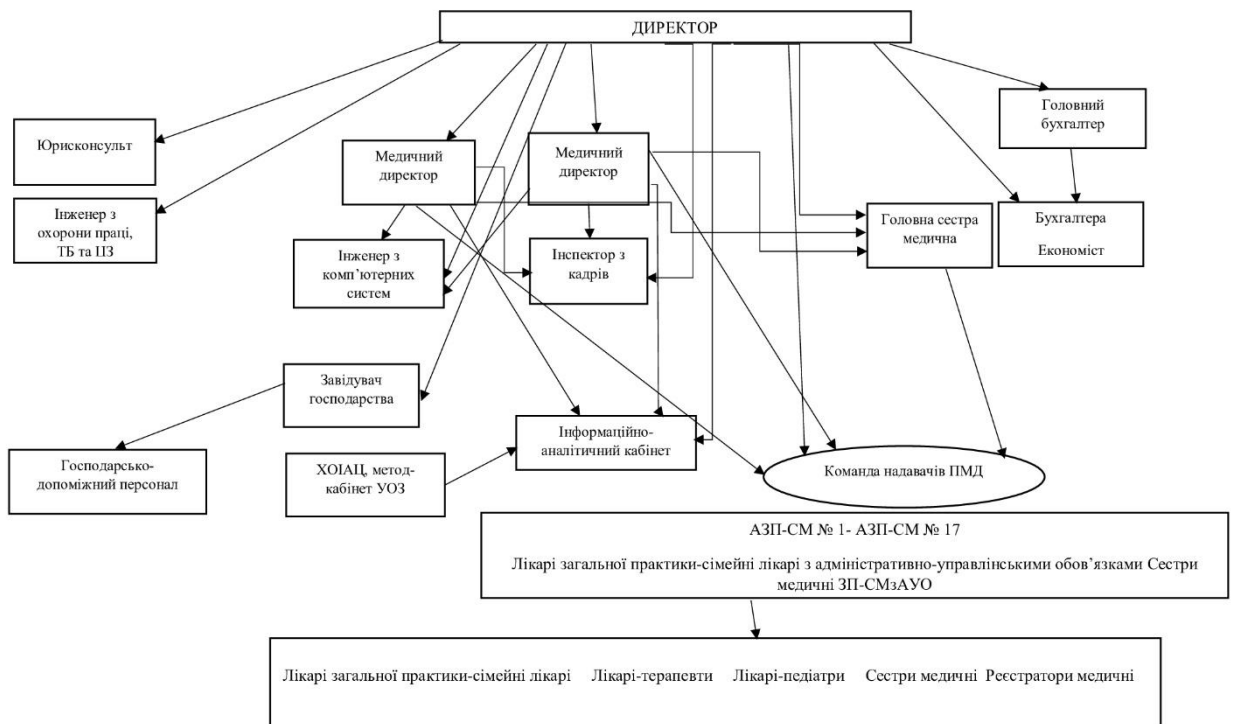 ДИРЕКТОР
Головний
бухгалтер
Юрисконсульт
Медичний
директор
Медичний
директор
Інженер з
охорони праці,
ТБ та ЦЗ
Головна сестра
медична
Бухгалтера
Економіст
Інженер з
комп’ютерних
систем
Інспектор з
кадрів
Завідувач
господарства
Інформаційно-
аналітичний кабінет
Господарсько-
допоміжний персонал
ХОІАЦ, метод-
кабінет УОЗ
Команда надавачів ПМД
АЗП-СМ № 1- АЗП-СМ № 17
Лікарі загальної практики-сімейні лікарі з адміністративно-управлінськими обов’язками Сестри
медичні ЗП-СМзАУО
Лікарі загальної практики-сімейні лікарі Лікарі-терапевти Лікарі-педіатри Сестри медичні Реєстратори медичні